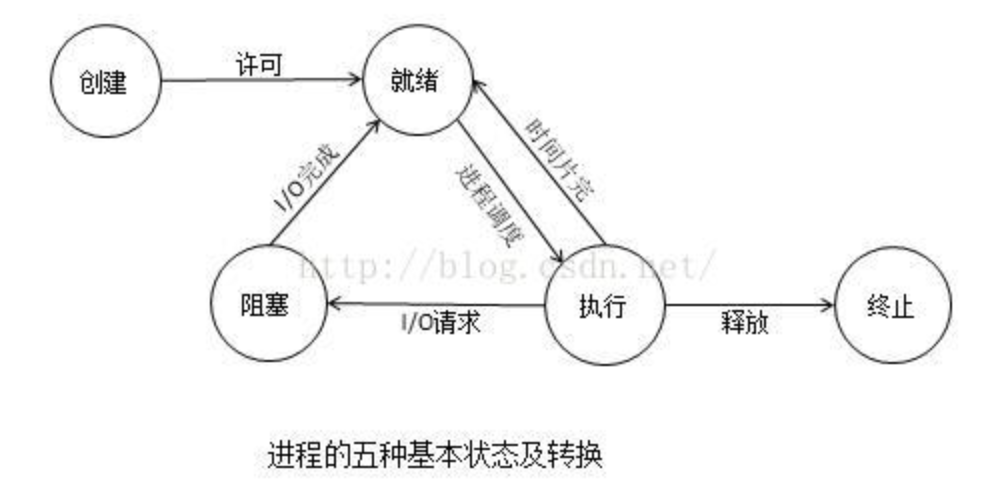 创建
许可
就绪
I/O完成
进程调度
时间片完
http://blog.csdn.net/
阻塞
I/O请求
执行
释放
终止
进程的五种基本状态及转换